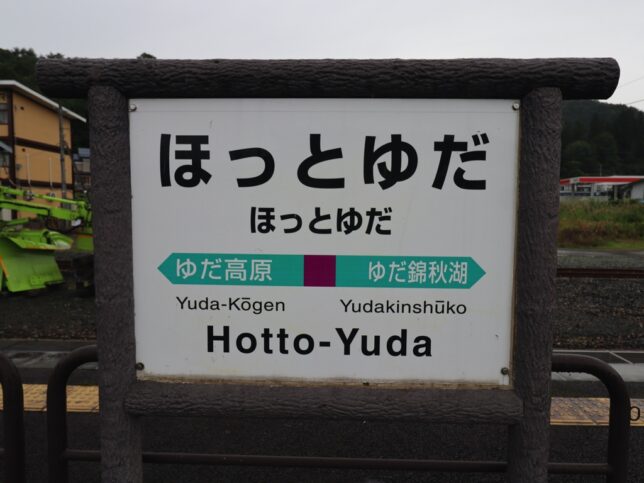 ほっとゆだ
ほっとゆだ
ゆだ高原 ゆだ錦秋湖
Yuda-Kōgen Yudakinshūko
Hotto-Yuda